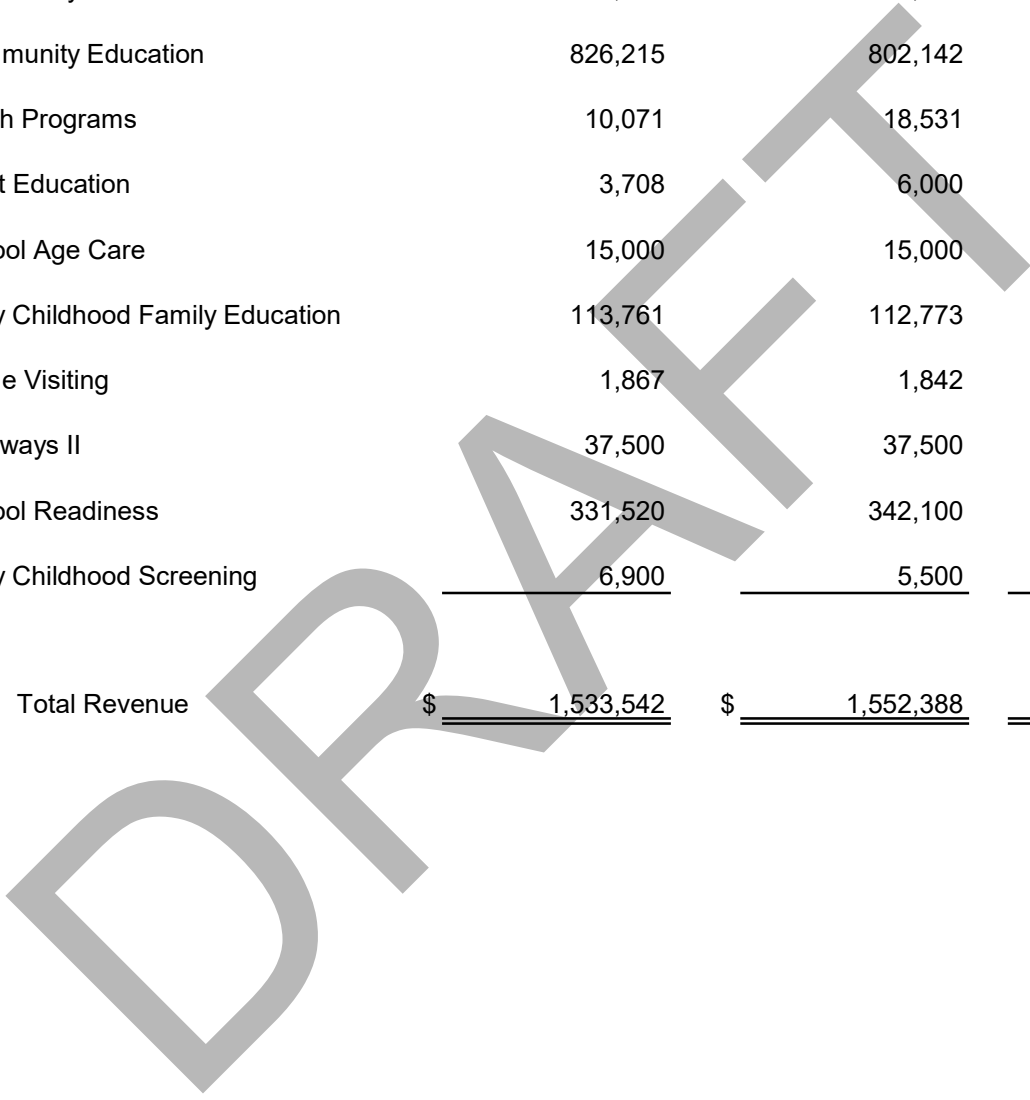 munity Education 826,215 802,142
h Programs 10,071 18,531
t Education 3,708 6,000
ool Age Care 15,000 15,000
y Childhood Family Education 113,761 112,773
e Visiting 1,867 1,842
ways II 37,500 37,500
ool Readiness 331,520 342,100
y Childhood Screening 6,900 5,500
Total Revenue $ 1,533,542 $ 1,552,388
DRAFT